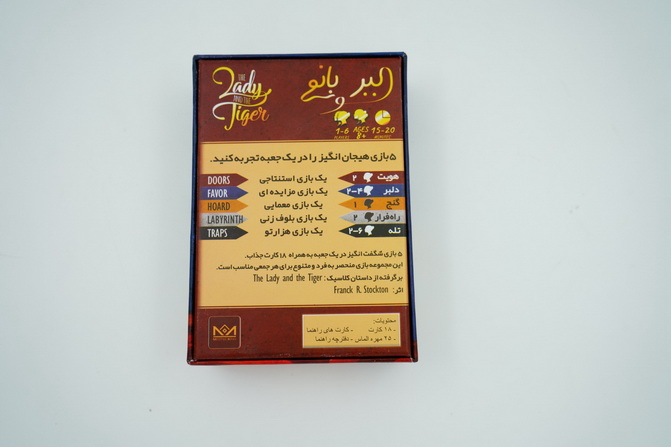 THE
Lady
AND THE
Tiger
ببر و بانو
1-6 AGES 15-20
PLAYERS 8+ MINUTES
۵ بازی هیجان انگیز را در یک جعبه تجربه کنید.
DOORS یک بازی استنتاجی هویت ۲
FAVOR یک بازی مزایده ای دلبر ۲-۴
HOARD یک بازی معمایی گنج ۱
LABYRINTH یک بازی بلوف زنی راه فرار ۲
TRAPS یک بازی هزارتو تله ۲-۶
۵ بازی شگفت انگیز در یک جعبه به همراه ۱۸ کارت جذاب.
این مجموعه بازی منحصر به فرد و متنوع برای هر جمعی مناسب است.
برگرفته از داستان کلاسیک : The Lady and the Tiger
اثر: Franck R. Stockton
محتویات:
- ۱۸ کارت - کارت های راهنما
- ۲۵ مهره الماس - دفترچه راهنما